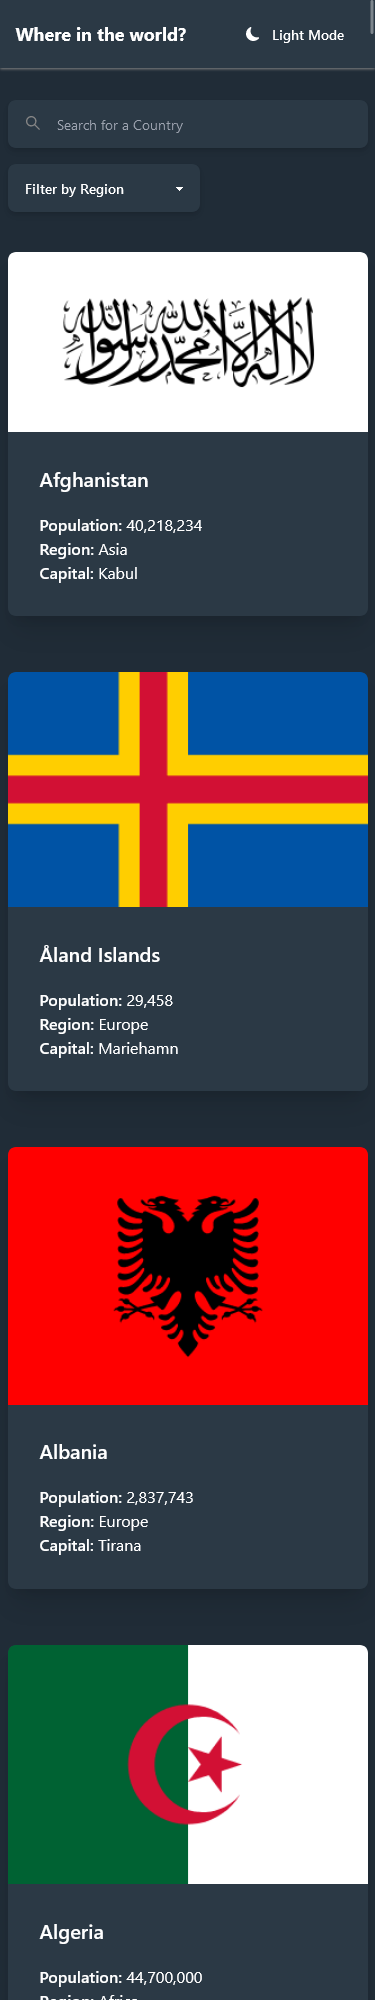 Where in the world?
Light Mode
Search for a Country
Filter by Region
لا إله إلا الله محمد رسول الله
Afghanistan
Population: 40,218,234
Region: Asia
Capital: Kabul
Åland Islands
Population: 29,458
Region: Europe
Capital: Mariehamn
Albania
Population: 2,837,743
Region: Europe
Capital: Tirana
Algeria
Population: 44,700,000
Region: Africa